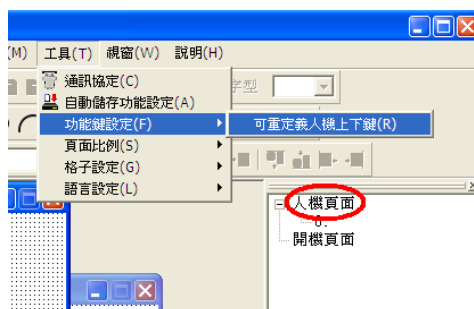 (M) 工具(T) 視窗(W) 說明(H)
通訊協定(C)
字型
自動儲存功能設定(A)
功能鍵設定(F)
可重定義人機上下鍵(R)
頁面比例(S)
格子設定(G)
語言設定(L)
人機頁面
0.
開機頁面